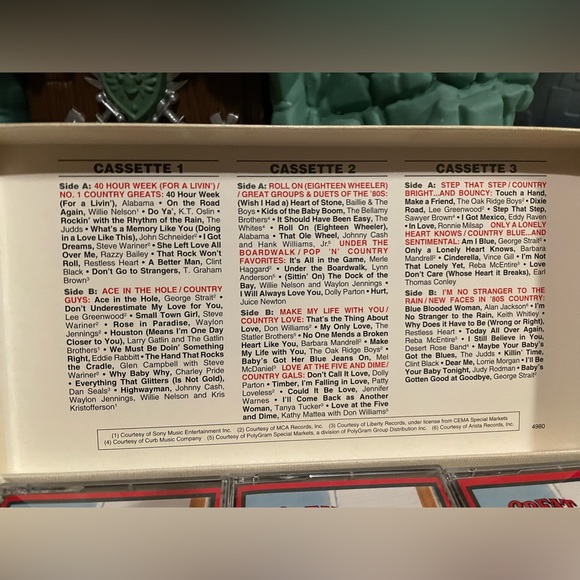 CASSETTE 1
Side A: 40 HOUR WEEK (FOR A LIVIN') /
NO. 1 COUNTRY GREATS: 40 Hour Week
(For a Livin'), Alabama • On the Road
Again, Willie Nelson¹ • Do Ya', K.T. Oslin •
Rockin' with the Rhythm of the Rain, The
Judds • What's a Memory Like You (Doing
in a Love Like This), John Schneider² • I Got
Dreams, Steve Wariner² • She Left Love All
Over Me, Razzy Bailey • That Rock Won't
Roll, Restless Heart • A Better Man, Clint
Black • Don't Go to Strangers, T. Graham
Brown³
Side B: ACE IN THE HOLE / COUNTRY
GUYS: Ace in the Hole, George Strait² •
Don't Underestimate My Love for You,
Lee Greenwood² • Small Town Girl, Steve
Wariner² • Rose in Paradise, Waylon
Jennings² • Houston (Means I'm One Day
Closer to You), Larry Gatlin and The Gatlin
Brothers¹ • We Must Be Doin' Something
Right, Eddie Rabbitt • The Hand That Rocks
the Cradle, Glen Campbell with Steve
Wariner² • Why Baby Why, Charley Pride
• Everything That Glitters (Is Not Gold),
Dan Seals³ • Highwayman, Johnny Cash,
Waylon Jennings, Willie Nelson and Kris
Kristofferson¹
CASSETTE 2
Side A: ROLL ON (EIGHTEEN WHEELER)
/ GREAT GROUPS & DUETS OF THE '80S:
(Wish I Had a) Heart of Stone, Baillie & The
Boys • Kids of the Baby Boom, The Bellamy
Brothers⁴ • It Should Have Been Easy, The
Whites⁴ • Roll On (Eighteen Wheeler),
Alabama • That Ole Wheel, Johnny Cash
and Hank Williams, Jr.⁵ UNDER THE
BOARDWALK / POP 'N' COUNTRY
FAVORITES: It's All in the Game, Merle
Haggard² • Under the Boardwalk, Lynn
Anderson⁵ • (Sittin' On) The Dock of the
Bay, Willie Nelson and Waylon Jennings •
I Will Always Love You, Dolly Parton • Hurt,
Juice Newton
Side B: MAKE MY LIFE WITH YOU /
COUNTRY LOVE: That's the Thing About
Love, Don Williams² • My Only Love, The
Statler Brothers⁵ • No One Mends a Broken
Heart Like You, Barbara Mandrell² • Make
My Life with You, The Oak Ridge Boys² •
Baby's Got Her Blue Jeans On, Mel
McDaniel³ LOVE AT THE FIVE AND DIME /
COUNTRY GALS: Don't Call It Love, Dolly
Parton • Timber, I'm Falling in Love, Patty
Loveless² • Could It Be Love, Jennifer
Warnes • I'll Come Back as Another
Woman, Tanya Tucker³ • Love at the Five
and Dime, Kathy Mattea with Don Williams⁵
CASSETTE 3
Side A: STEP THAT STEP / COUNTRY
BRIGHT...AND BOUNCY: Touch a Hand,
Make a Friend, The Oak Ridge Boys² • Dixie
Road, Lee Greenwood² • Step That Step,
Sawyer Brown⁴ • I Got Mexico, Eddy Raven
• In Love, Ronnie Milsap ONLY A LONELY
HEART KNOWS / COUNTRY BLUE...AND
SENTIMENTAL: Am I Blue, George Strait² •
Only a Lonely Heart Knows, Barbara
Mandrell² • Cinderella, Vince Gill • I'm Not
That Lonely Yet, Reba McEntire⁵ • Love
Don't Care (Whose Heart It Breaks), Earl
Thomas Conley
Side B: I'M NO STRANGER TO THE
RAIN / NEW FACES IN '80S COUNTRY:
Blue Blooded Woman, Alan Jackson⁶ • I'm
No Stranger to the Rain, Keith Whitley •
Why Does it Have to Be (Wrong or Right),
Restless Heart • Today All Over Again,
Reba McEntire⁵ • I Still Believe in You,
Desert Rose Band⁴ • Maybe Your Baby's
Got the Blues, The Judds • Killin' Time,
Clint Black • Dear Me, Lorrie Morgan • I'll Be
Your Baby Tonight, Judy Rodman • Baby's
Gotten Good at Goodbye, George Strait²
(1) Courtesy of Sony Music Entertainment Inc. (2) Courtesy of MCA Records, Inc. (3) Courtesy of Liberty Records, under license from CEMA Special Markets
(4) Courtesy of Curb Music Company (5) Courtesy of PolyGram Special Markets, a division of PolyGram Group Distribution Inc. (6) Courtesy of Arista Records, Inc.
4980
GREAT